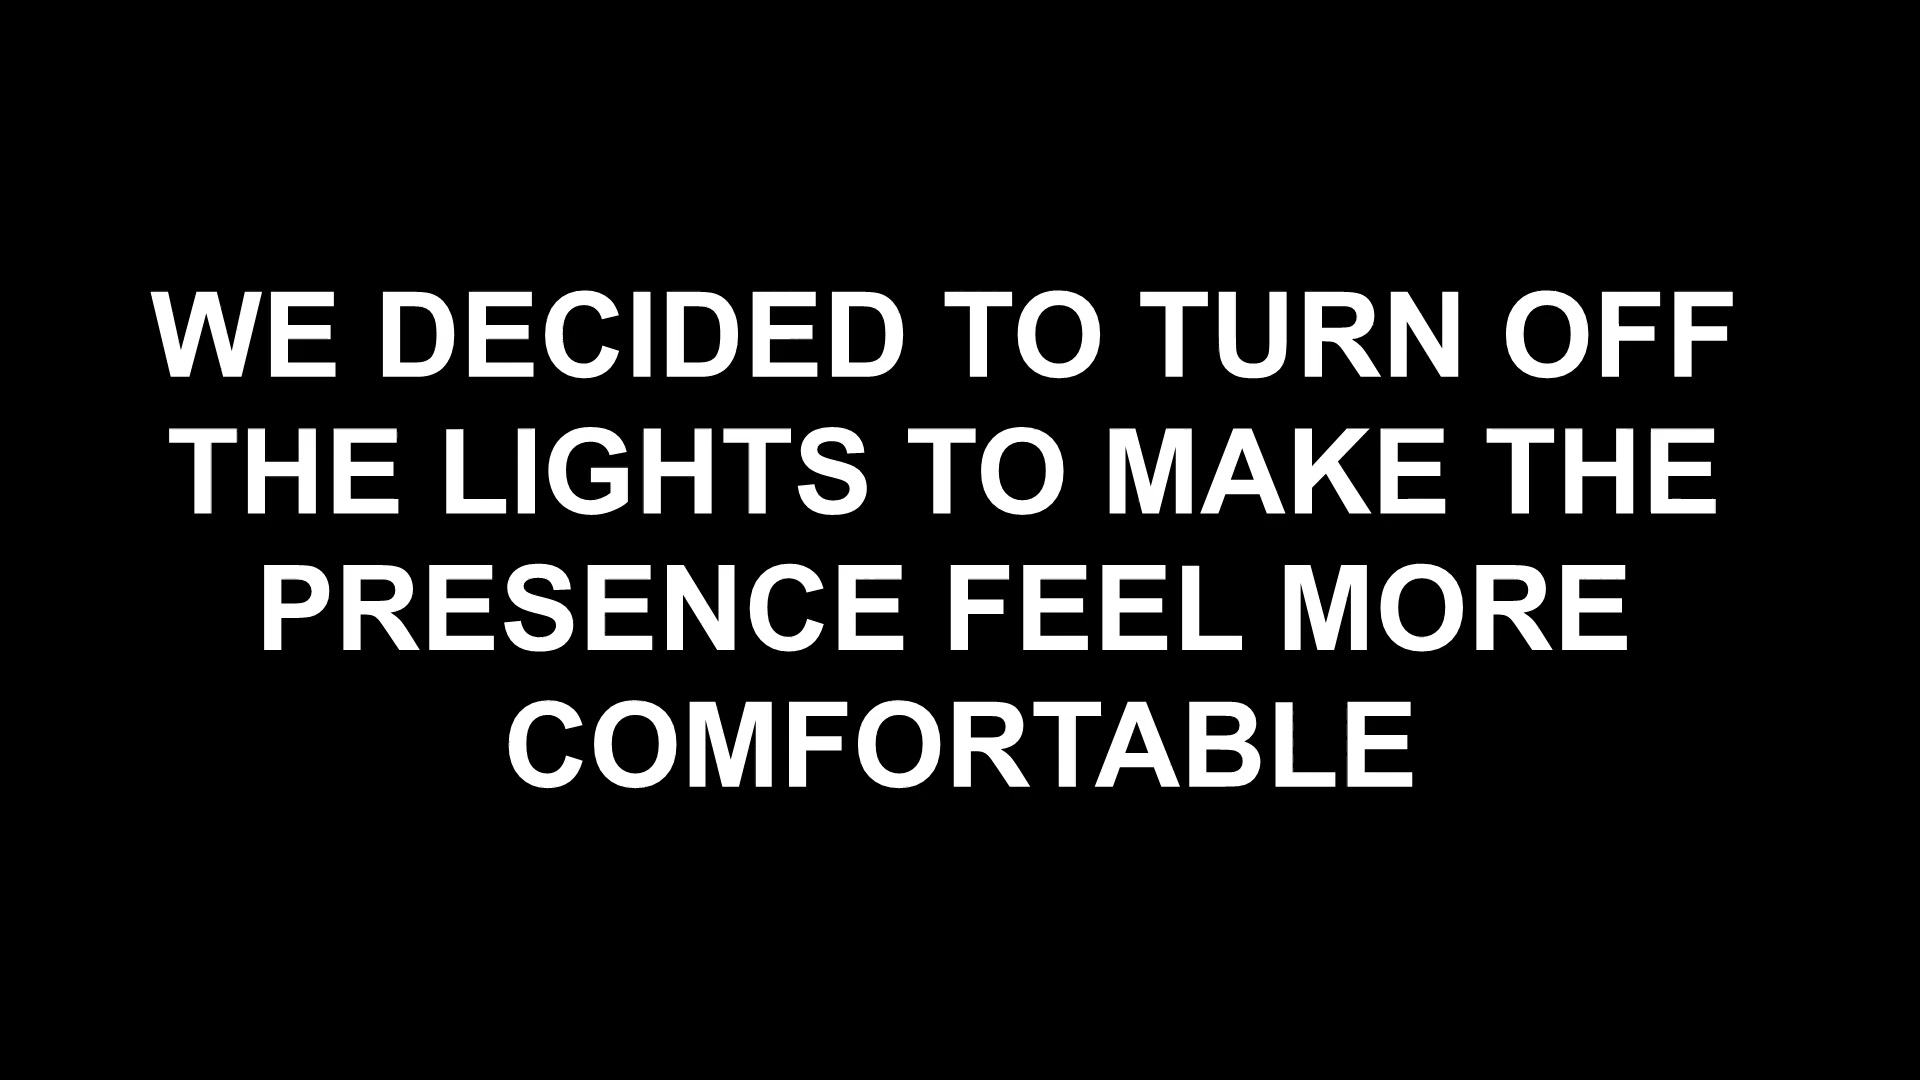 WE DECIDED TO TURN OFF
THE LIGHTS TO MAKE THE
PRESENCE FEEL MORE
COMFORTABLE